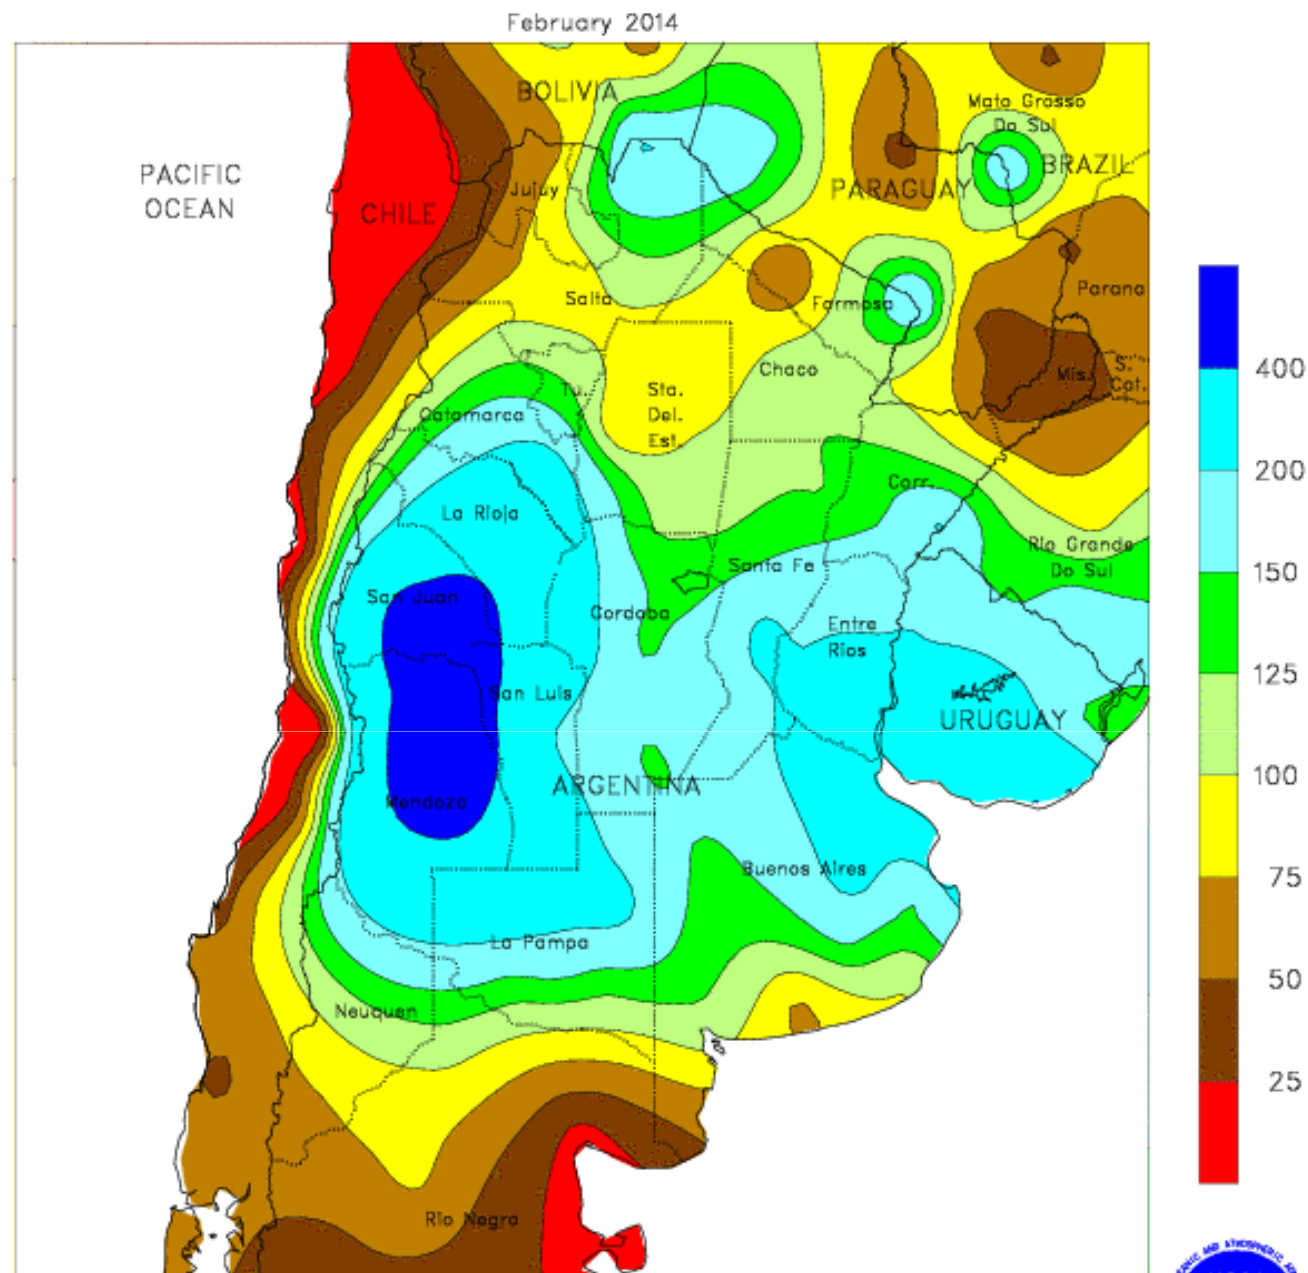 February 2014
BOLIVIA
Mato Grosso
Do Sul
PACIFIC
OCEAN
CHILE
Jujuy
PARAGUAY
BRAZIL
Salta
Formosa
Parana
Chaco
Mis.
S.
Cat.
Tu.
Sta.
Del.
Est.
Catamarca
Corr.
La Rioja
Rio Grande
Do Sul
Santa Fe
San Juan
Cordoba
Entre
Rios
San Luis
URUGUAY
ARGENTINA
Mendoza
Buenos Aires
La Pampa
Neuquen
Rio Negro
400
200
150
125
100
75
50
25
AND ATMOSPHERIC